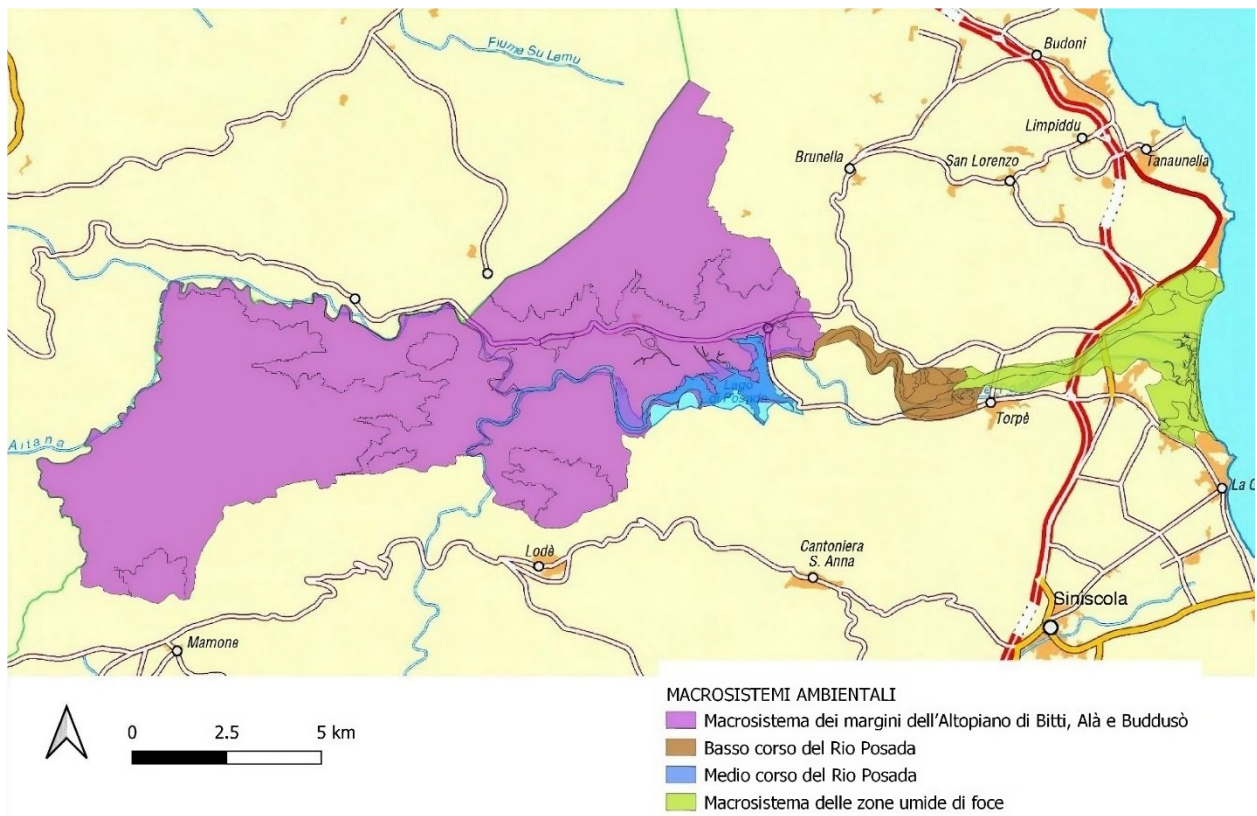 Fiume Su Lemu
Budoni
Limpiddu
Tanaunella
Brunella
San Lorenzo
Lago
Posada
Torpè
La C
Lodè
Cantoniera
S. Anna
Siniscola
Mamone
MACROSISTEMI AMBIENTALI
Macrosistema dei margini dell'Altopiano di Bitti, Alà e Buddusò
Basso corso del Rio Posada
Medio corso del Rio Posada
Macrosistema delle zone umide di foce
0 2.5 5 km